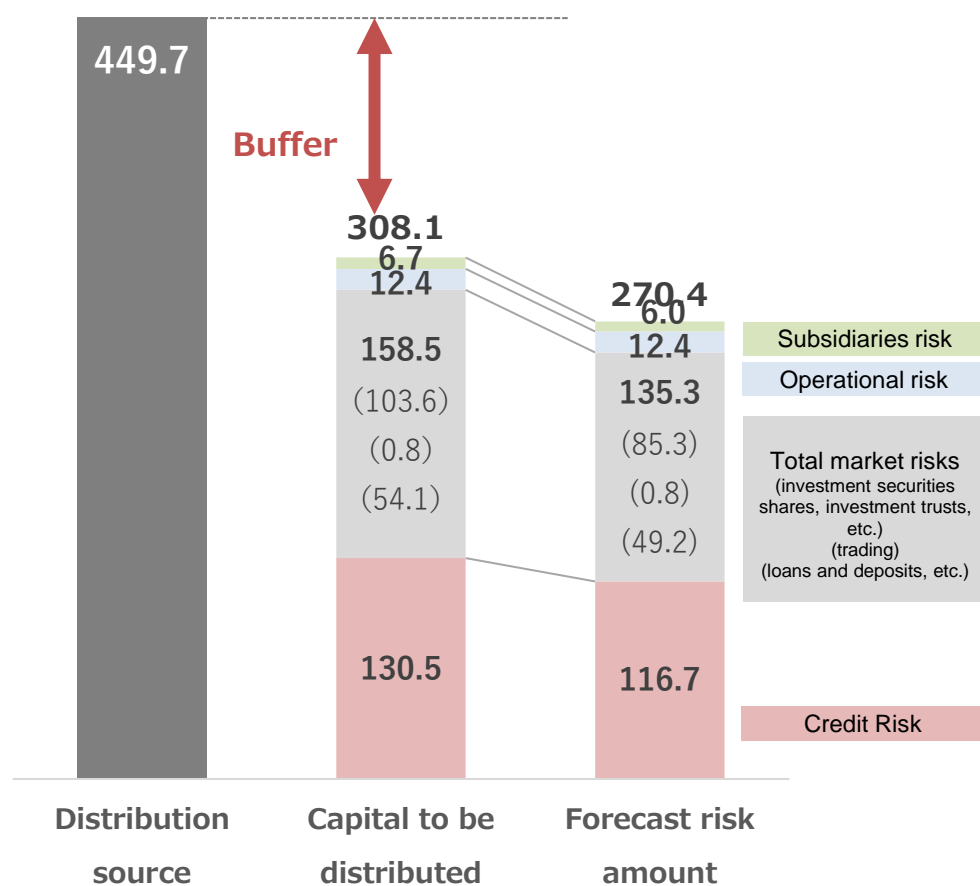 449.7
Buffer
308.1
6.7
12.4
158.5
(103.6)
(0.8)
(54.1)
130.5
270.4
6.0
12.4
135.3
(85.3)
(0.8)
(49.2)
116.7
Subsidiaries risk
Operational risk
Total market risks
(investment securities
shares, investment trusts,
etc.)
(trading)
(loans and deposits, etc.)
Credit Risk
Distribution
source
Capital to be
distributed
Forecast risk
amount